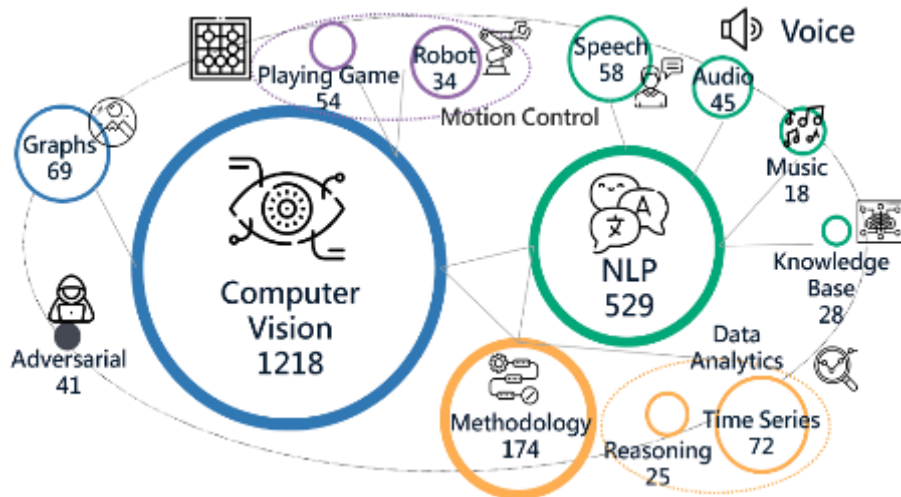 Playing Game
54
Robot
34
Motion Control
Speech
58
Voice
Audio
45
Music
18
Graphs
69
Computer
Vision
1218
文
A
NLP
529
Knowledge
Base
28
Adversarial
41
Methodology
174
Data
Analytics
Reasoning
25
Time Series
72